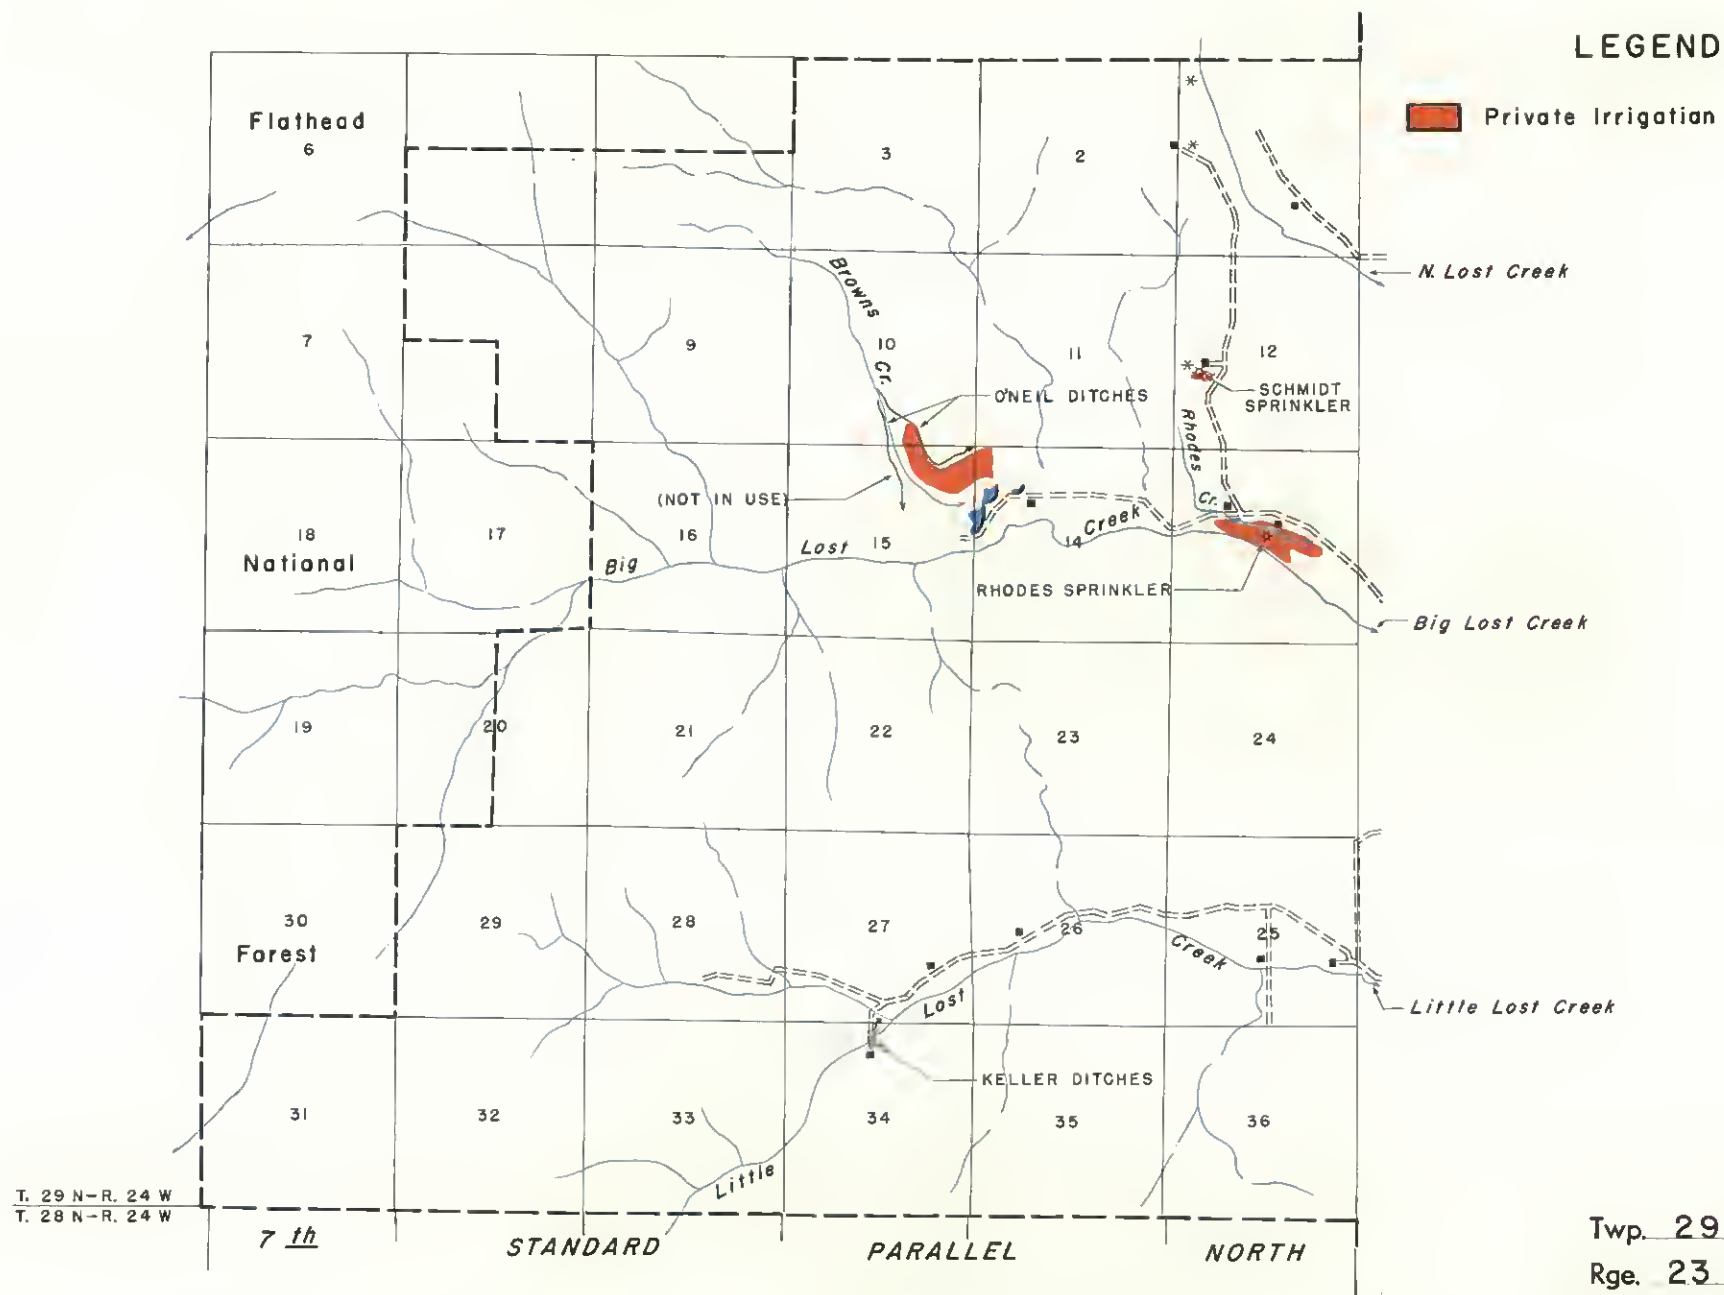 LEGEND
Private Irrigation
Flathead
6
3
2
N. Lost Creek
Browns
Cr.
7
9
10
11
12
O'NEIL DITCHES
SCHMIDT
SPRINKLER
Rhodes
Cr.
(NOT IN USE)
18
17
16
15
14
National
Big
Lost
Creek
RHODES SPRINKLER
Big Lost Creek
19
20
21
22
23
24
30
29
28
27
26
25
Forest
Creek
Lost
Little Lost Creek
KELLER DITCHES
31
32
33
34
35
36
Little
T. 29 N-R. 24 W
T. 28 N-R. 24 W
7 th STANDARD PARALLEL NORTH
Twp. 29
Rge. 23